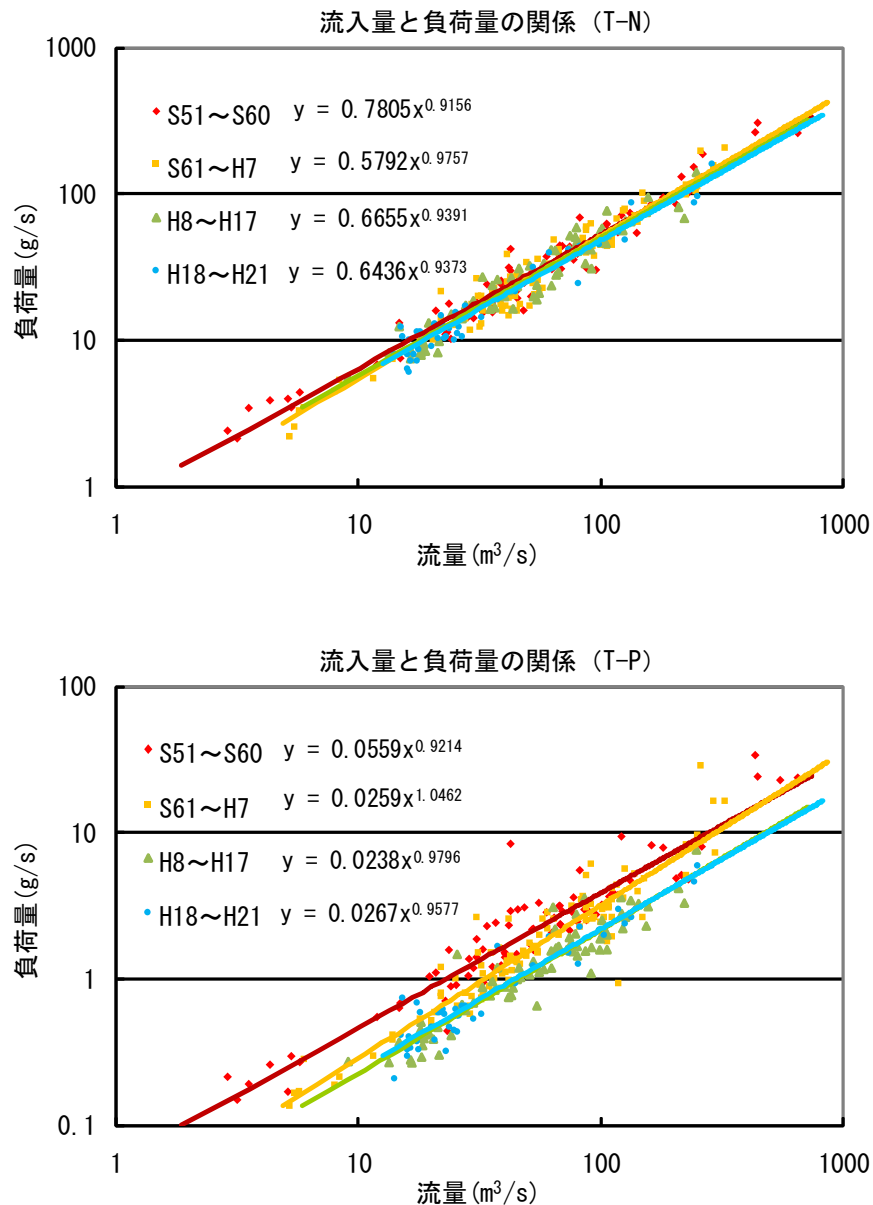 流入量と負荷量の関係 (T-N)
1000
100
10
1
負荷量(g/s)
S51～S60 y = 0.7805x^0.9156
S61～H7 y = 0.5792x^0.9757
H8～H17 y = 0.6655x^0.9391
H18～H21 y = 0.6436x^0.9373
1 10 100 1000
流量(m³/s)
流入量と負荷量の関係 (T-P)
100
10
1
0.1
負荷量(g/s)
S51～S60 y = 0.0559x^0.9214
S61～H7 y = 0.0259x^1.0462
H8～H17 y = 0.0238x^0.9796
H18～H21 y = 0.0267x^0.9577
1 10 100 1000
流量(m³/s)